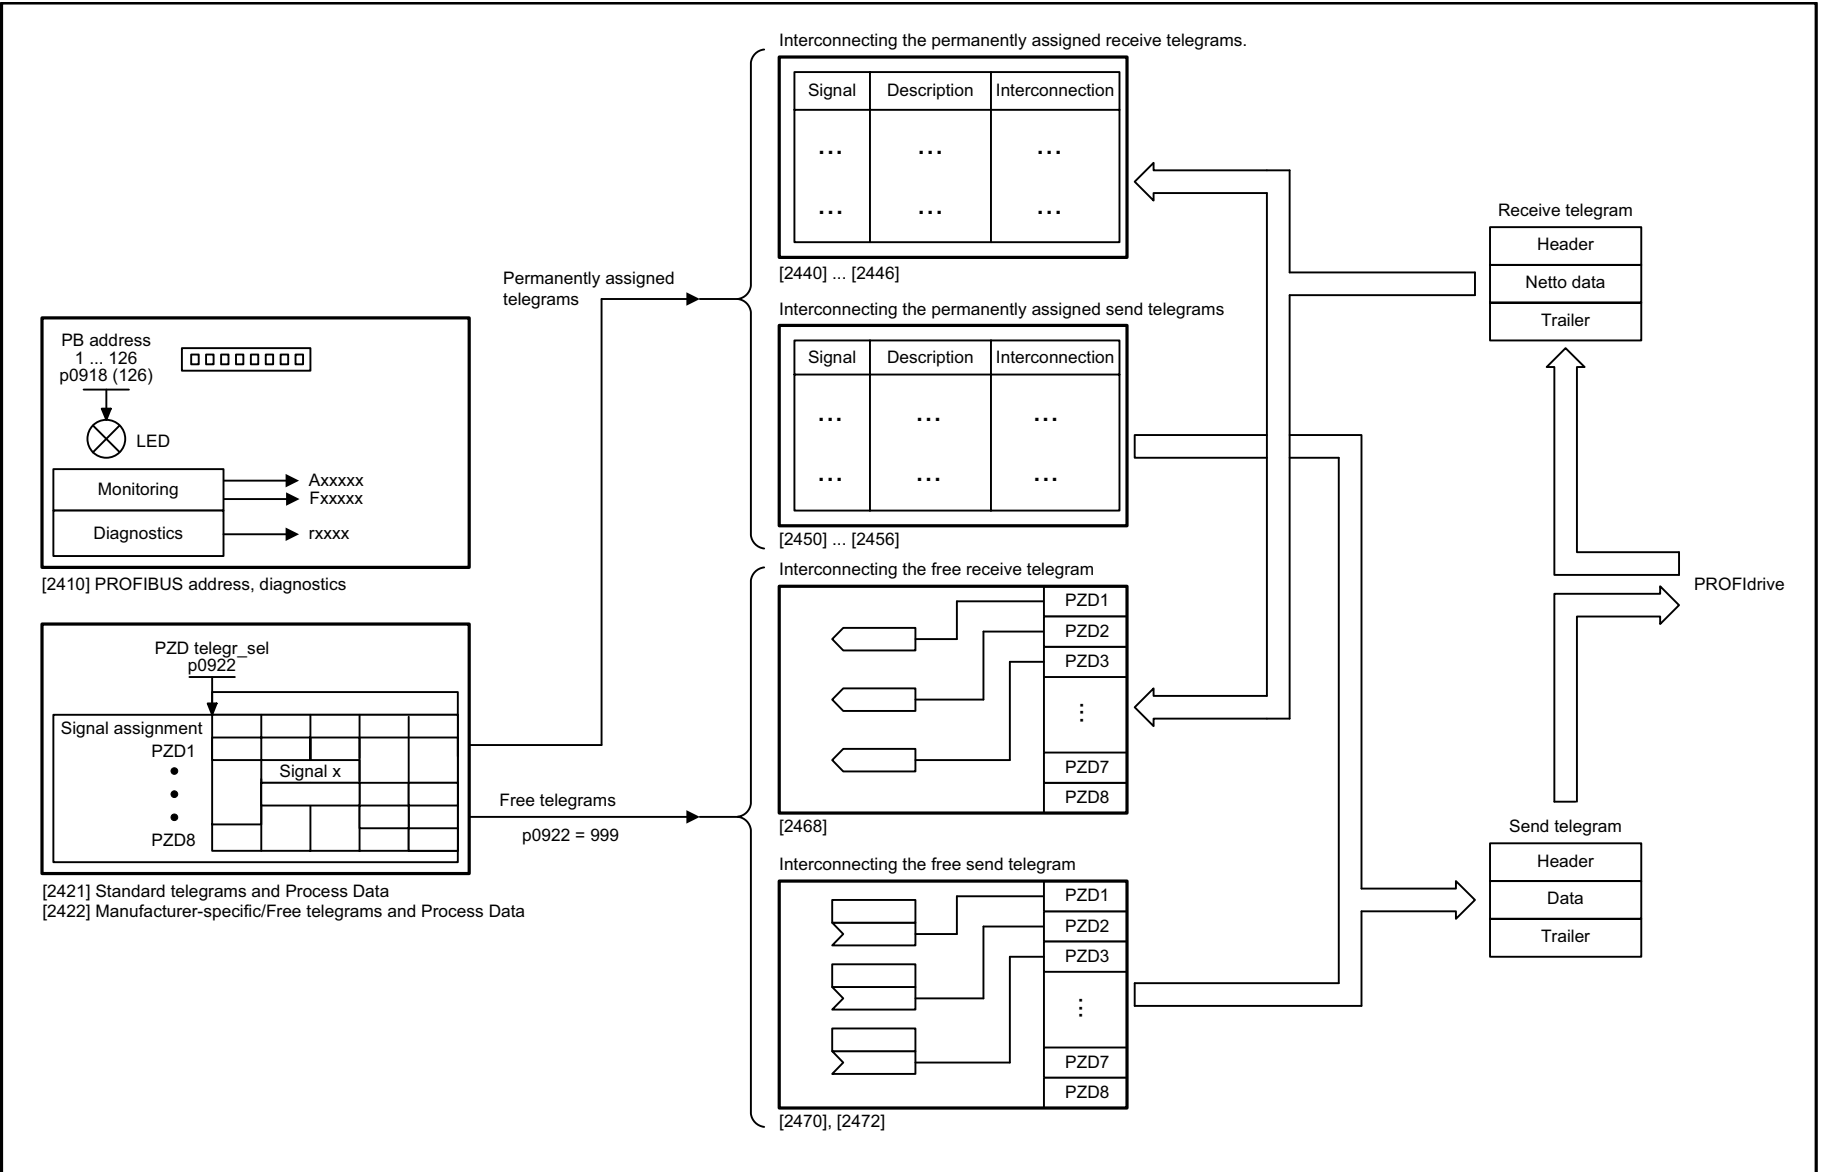 Interconnecting the permanently assigned receive telegrams.
Signal Description Interconnection
... ... ...
... ... ...
[2440] ... [2446]
Permanently assigned
telegrams
Interconnecting the permanently assigned send telegrams
Signal Description Interconnection
... ... ...
... ... ...
[2450] ... [2456]
PB address
1 ... 126
p0918 (126)
LED
Monitoring
Axxxxx
Fxxxxx
Diagnostics
rxxxx
[2410] PROFIBUS address, diagnostics
PZD telegr_sel
p0922
Signal assignment
PZD1
Signal x
PZD8
[2421] Standard telegrams and Process Data
[2422] Manufacturer-specific/Free telegrams and Process Data
Free telegrams
p0922 = 999
Interconnecting the free receive telegram
PZD1
PZD2
PZD3
...
PZD7
PZD8
[2468]
Interconnecting the free send telegram
PZD1
PZD2
PZD3
...
PZD7
PZD8
[2470], [2472]
Receive telegram
Header
Netto data
Trailer
PROFIdrive
Send telegram
Header
Data
Trailer